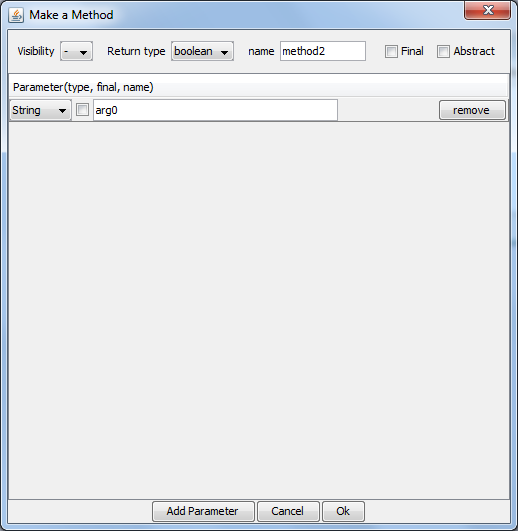 Make a Method
Visibility - Return type boolean name method2 Final Abstract
Parameter(type, final, name)
String arg0 remove
Add Parameter Cancel Ok